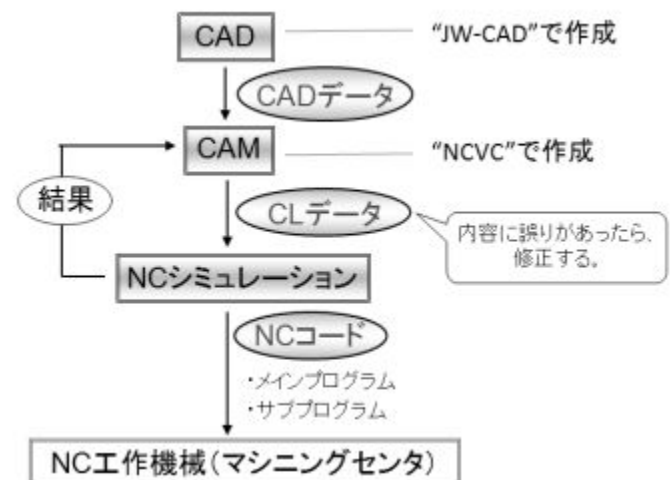 CAD
“JW-CAD”で作成
CADデータ
CAM
“NCVC”で作成
結果
CLデータ
内容に誤りがあったら、
修正する。
NCシミュレーション
NCコード
・メインプログラム
・サブプログラム
NC工作機械(マシニングセンタ)